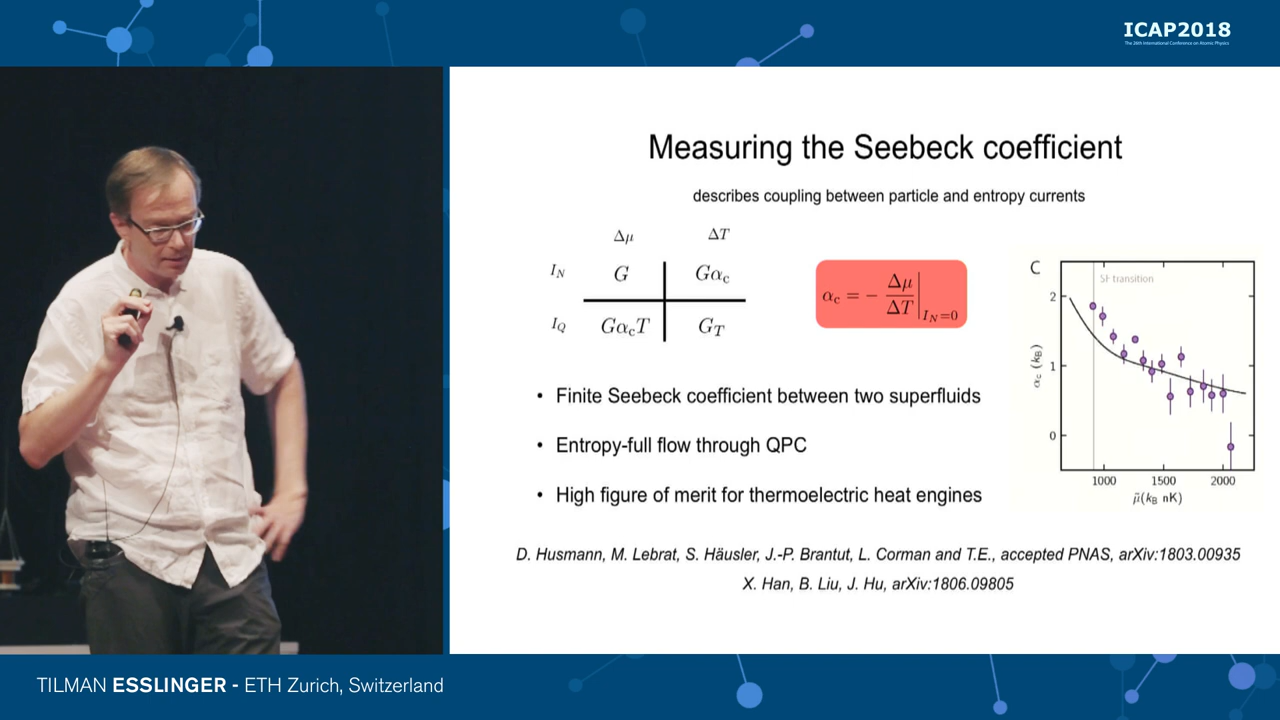 ICAP2018
The 26th International Conference on Atomic Physics
Measuring the Seebeck coefficient
describes coupling between particle and entropy currents
Δμ ΔT
I_N G Gα_c
I_Q Gα_cT G_T
α_c = − Δμ/ΔT |_{I_N=0}
• Finite Seebeck coefficient between two superfluids
• Entropy-full flow through QPC
• High figure of merit for thermoelectric heat engines
C
SF transition
2
1
0
α_c (k_B)
1000 1500 2000
μ̄(k_B nK)
D. Husmann, M. Lebrat, S. Häusler, J.-P. Brantut, L. Corman and T.E., accepted PNAS, arXiv:1803.00935
X. Han, B. Liu, J. Hu, arXiv:1806.09805
TILMAN ESSLINGER - ETH Zurich, Switzerland